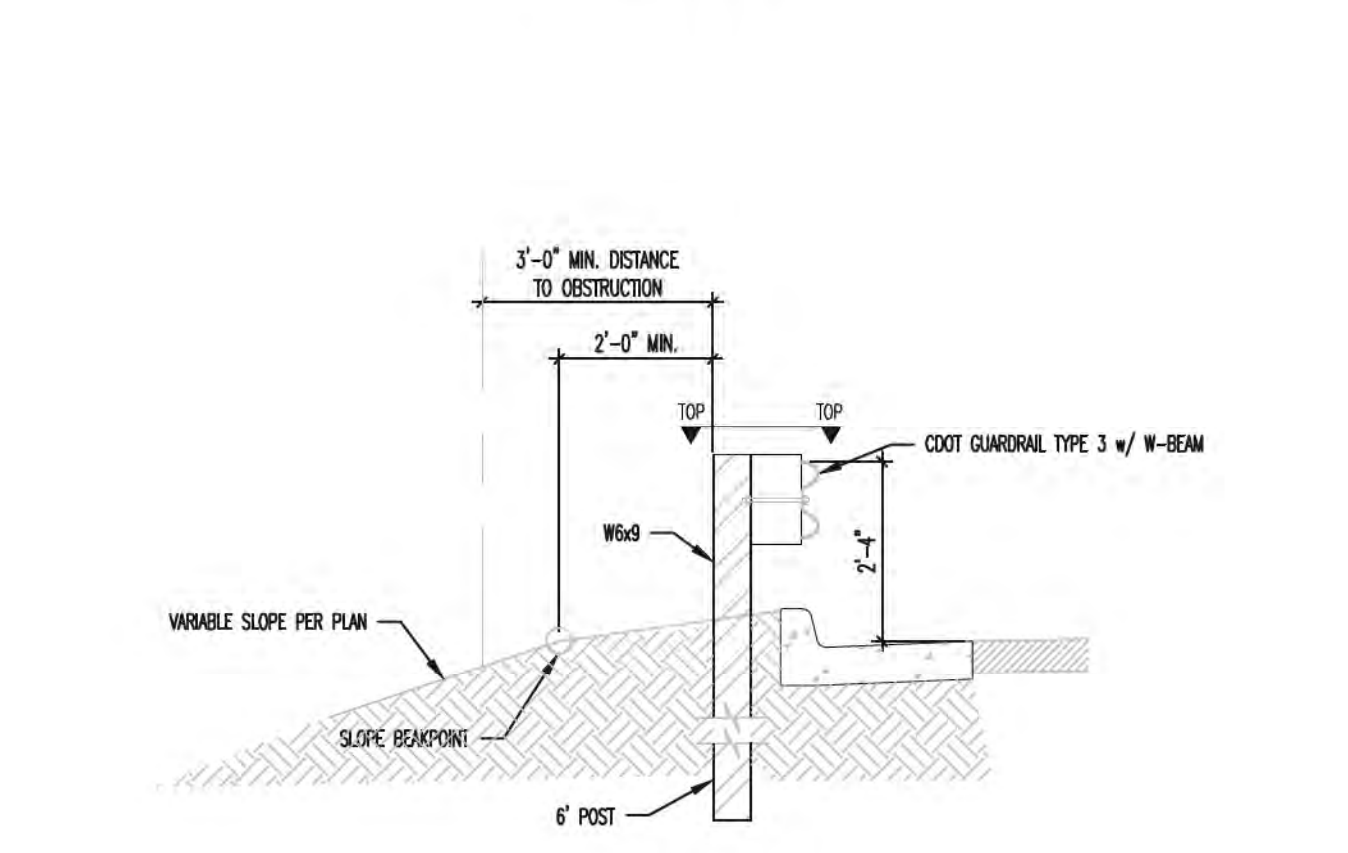 3'-0" MIN. DISTANCE
TO OBSTRUCTION
2'-0" MIN.
TOP
TOP
CDOT GUARDRAIL TYPE 3 w/ W-BEAM
W6x9
2'-4"
VARIABLE SLOPE PER PLAN
SLOPE BEAKPOINT
6' POST